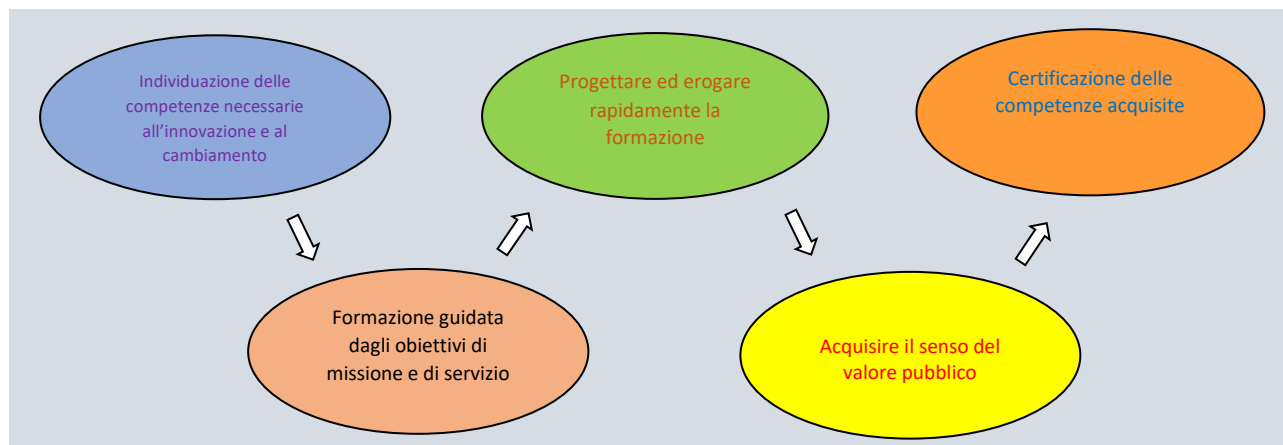 Individuazione delle
competenze necessarie
all’innovazione e al
cambiamento
Formazione guidata
dagli obiettivi di
missione e di servizio
Progettare ed erogare
rapidamente la
formazione
Acquisire il senso del
valore pubblico
Certificazione delle
competenze acquisite